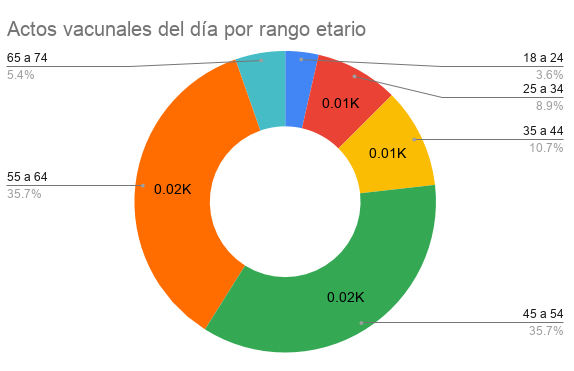 Actos vacunales del día por rango etario
65 a 74
5.4%
18 a 24
3.6%
25 a 34
8.9%
0.01K
35 a 44
10.7%
0.01K
55 a 64
35.7%
0.02K
0.02K
45 a 54
35.7%